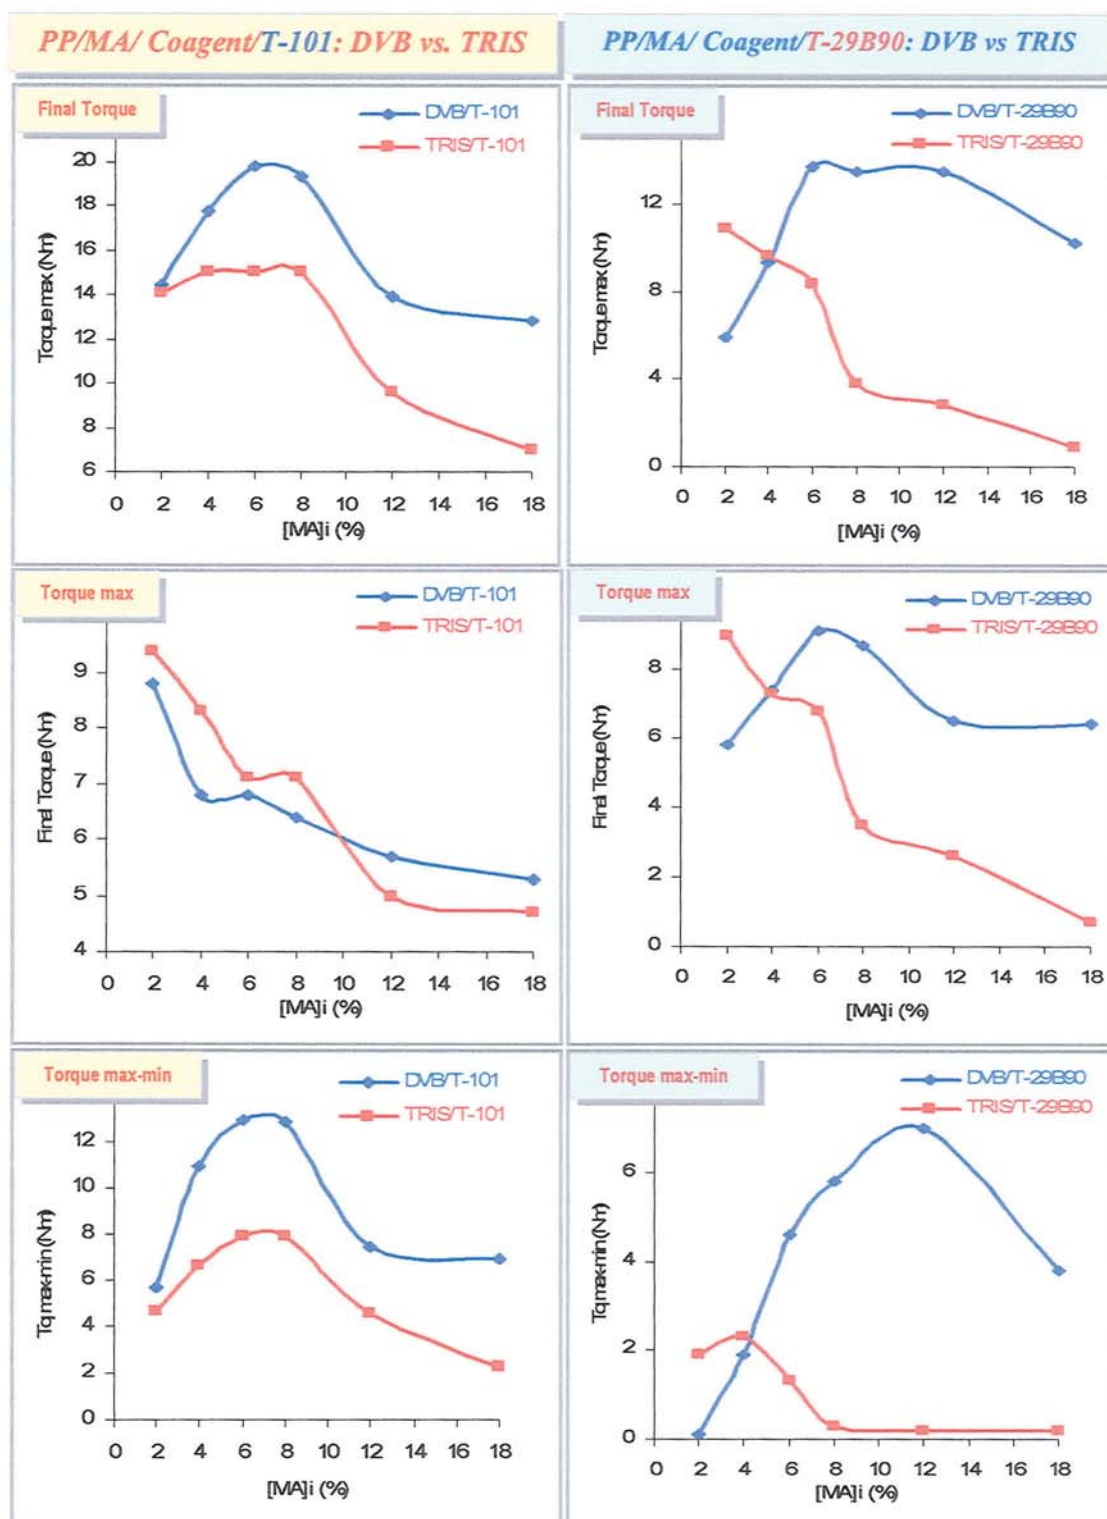 PP/MA/ Coagent/T-101: DVB vs. TRIS
PP/MA/ Coagent/T-29B90: DVB vs TRIS
Final Torque
DVB/T-101
TRIS/T-101
20
18
16
14
12
10
8
6
Torque max (Nm)
0 2 4 6 8 10 12 14 16 18
[MA]i (%)
Final Torque
DVB/T-29B90
TRIS/T-29B90
12
8
4
0
Torque max (Nm)
0 2 4 6 8 10 12 14 16 18
[MA]i (%)
Torque max
DVB/T-101
TRIS/T-101
9
8
7
6
5
4
Final Torque (Nm)
0 2 4 6 8 10 12 14 16 18
[MA]i (%)
Torque max
DVB/T-29B90
TRIS/T-29B90
8
6
4
2
0
Final Torque (Nm)
0 2 4 6 8 10 12 14 16 18
[MA]i (%)
Torque max-min
DVB/T-101
TRIS/T-101
12
10
8
6
4
2
0
Tq max-min (Nm)
0 2 4 6 8 10 12 14 16 18
[MA]i (%)
Torque max-min
DVB/T-29B90
TRIS/T-29B90
6
4
2
0
Tq max-min (Nm)
0 2 4 6 8 10 12 14 16 18
[MA]i (%)